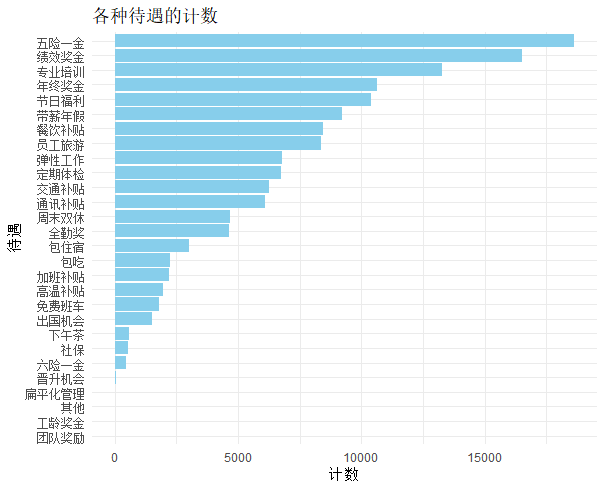 各种待遇的计数
五险一金
绩效奖金
专业培训
年终奖金
节日福利
带薪年假
餐饮补贴
员工旅游
弹性工作
定期体检
交通补贴
通讯补贴
周末双休
全勤奖
包住宿
包吃
加班补贴
高温补贴
免费班车
出国机会
下午茶
社保
六险一金
晋升机会
扁平化管理
其他
工龄奖金
团队奖励
待遇
0 5000 10000 15000
计数